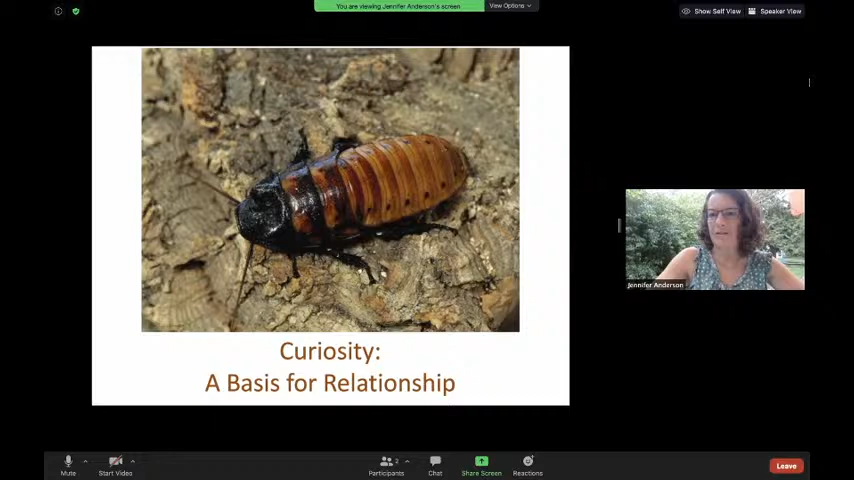 You are viewing Jennifer Anderson's screen
View Options
Show Self View
Speaker View
Curiosity:
A Basis for Relationship
Jennifer Anderson
Mute
Start Video
Participants
2
Chat
Share Screen
Reactions
Leave